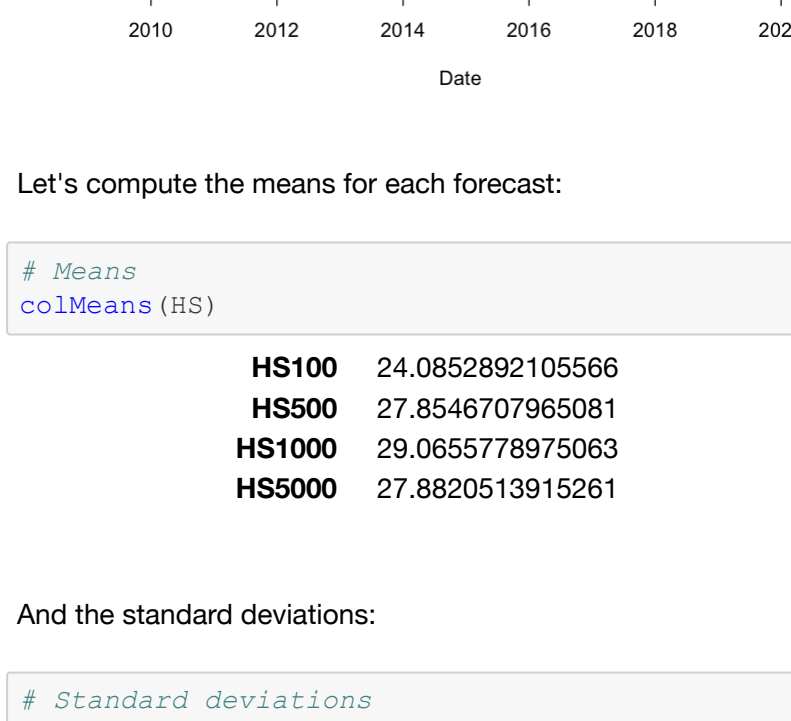 2010 2012 2014 2016 2018
Date
Let's compute the means for each forecast:
# Means
colMeans(HS)
HS100 24.0852892105566
HS500 27.8546707965081
HS1000 29.0655778975063
HS5000 27.8820513915261
And the standard deviations:
# Standard deviations